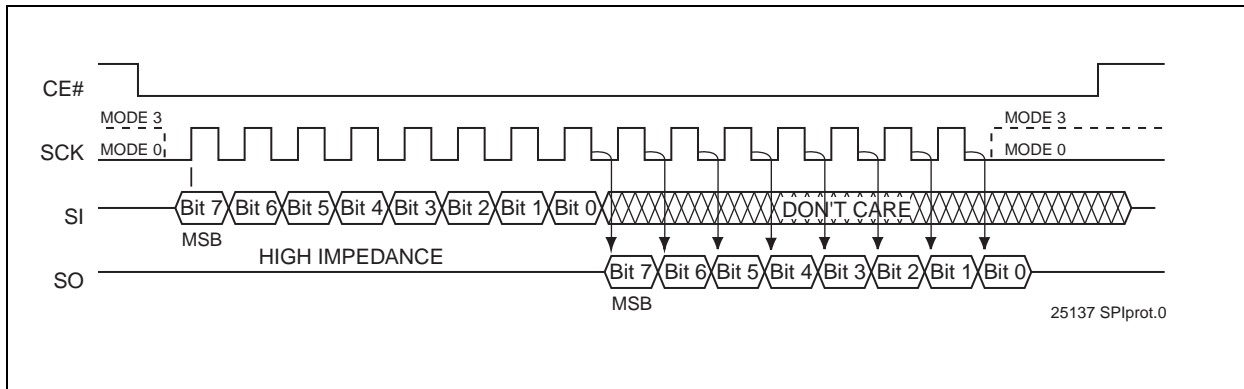 CE#
MODE 3 MODE 3
SCK MODE 0 MODE 0
SI Bit 7 Bit 6 Bit 5 Bit 4 Bit 3 Bit 2 Bit 1 Bit 0 DON'T CARE
MSB
HIGH IMPEDANCE
SO Bit 7 Bit 6 Bit 5 Bit 4 Bit 3 Bit 2 Bit 1 Bit 0
MSB
25137 SPIprot.0